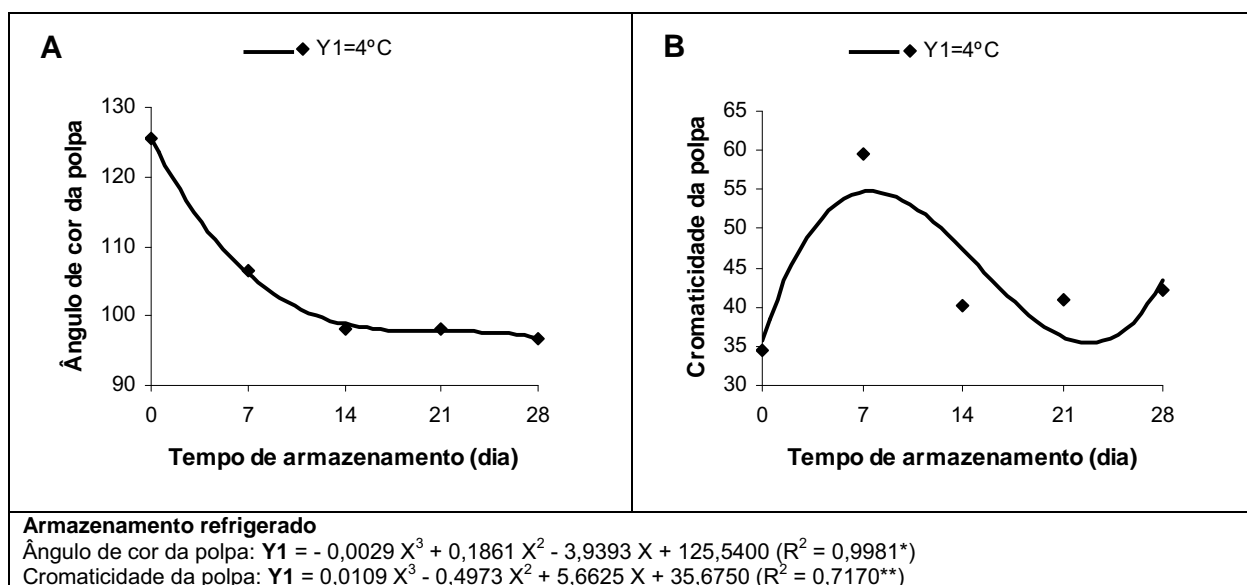 A
Y1=4ºC
Ângulo de cor da polpa
130
120
110
100
90
0 7 14 21 28
Tempo de armazenamento (dia)
B
Y1=4ºC
Cromaticidade da polpa
65
60
55
50
45
40
35
30
0 7 14 21 28
Tempo de armazenamento (dia)
Armazenamento refrigerado
Ângulo de cor da polpa: Y1 = - 0,0029 X³ + 0,1861 X² - 3,9393 X + 125,5400 (R² = 0,9981*)
Cromaticidade da polpa: Y1 = 0,0109 X³ - 0,4973 X² + 5,6625 X + 35,6750 (R² = 0,7170**)